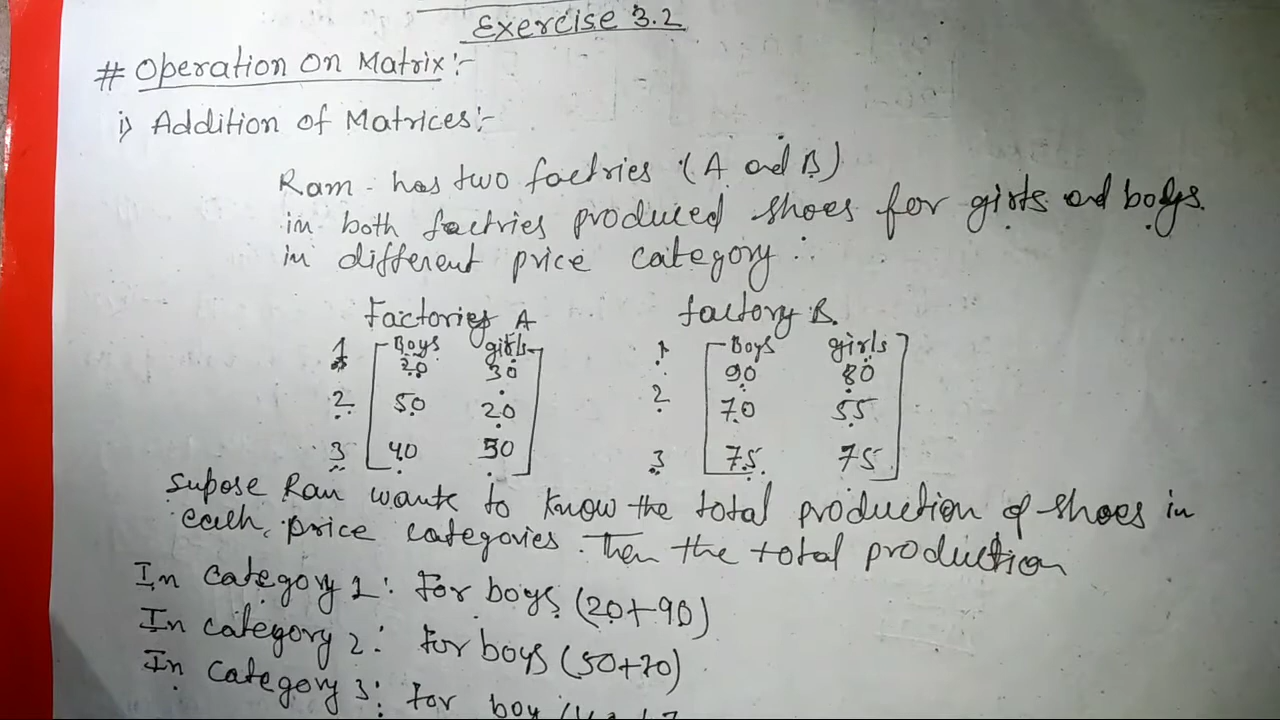 Exercise 3.2
# Operation On Matrix:-
i) Addition of Matrices:-
Ram has two factries (A and B)
in both factries produced shoes for girls and boys.
in different price category :
Factories A factory B.
Boys girls Boys girls
1 20 30 1 90 80
2 50 20 2 70 55
3 40 50 3 75 75
Supose Ram wants to know the total production of shoes in
each price categories. Then the total production
In category 1: For boys (20+90)
In category 2: For boys (50+70)
In category 3: For boy